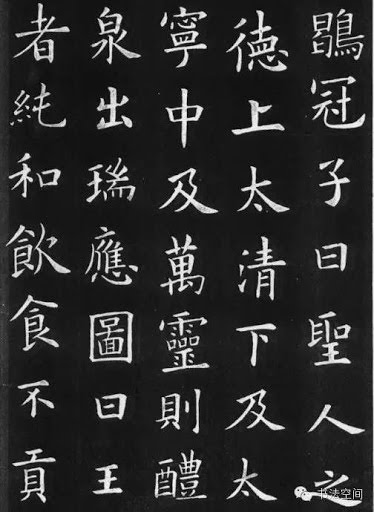 鶡冠子曰聖人之
德上太清下及太
寧中及萬靈則醴
泉出瑞應圖曰王
者純和飲食不貢
书法空间